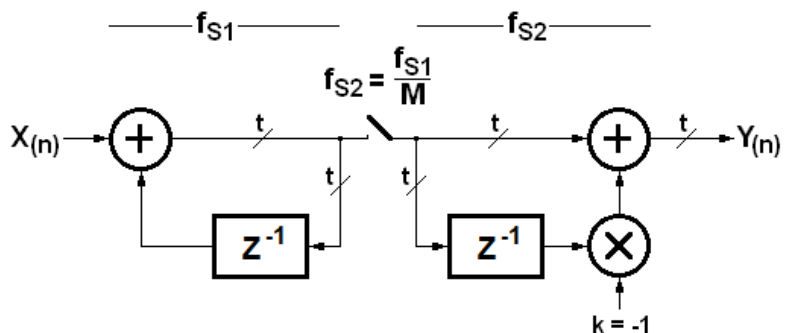 fS1
fS2
fS2 = fS1
M
X(n)
+
t
t
+
t
Y(n)
t
t
Z-1
Z-1
×
k = -1